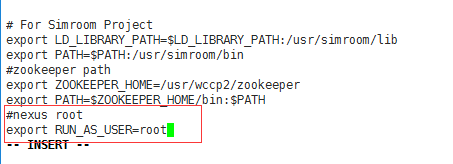 # For Simroom Project
export LD_LIBRARY_PATH=$LD_LIBRARY_PATH:/usr/simroom/lib
export PATH=$PATH:/usr/simroom/bin
#zookeeper path
export ZOOKEEPER_HOME=/usr/wccp2/zookeeper
export PATH=$ZOOKEEPER_HOME/bin:$PATH
#nexus root
export RUN_AS_USER=root
-- INSERT --